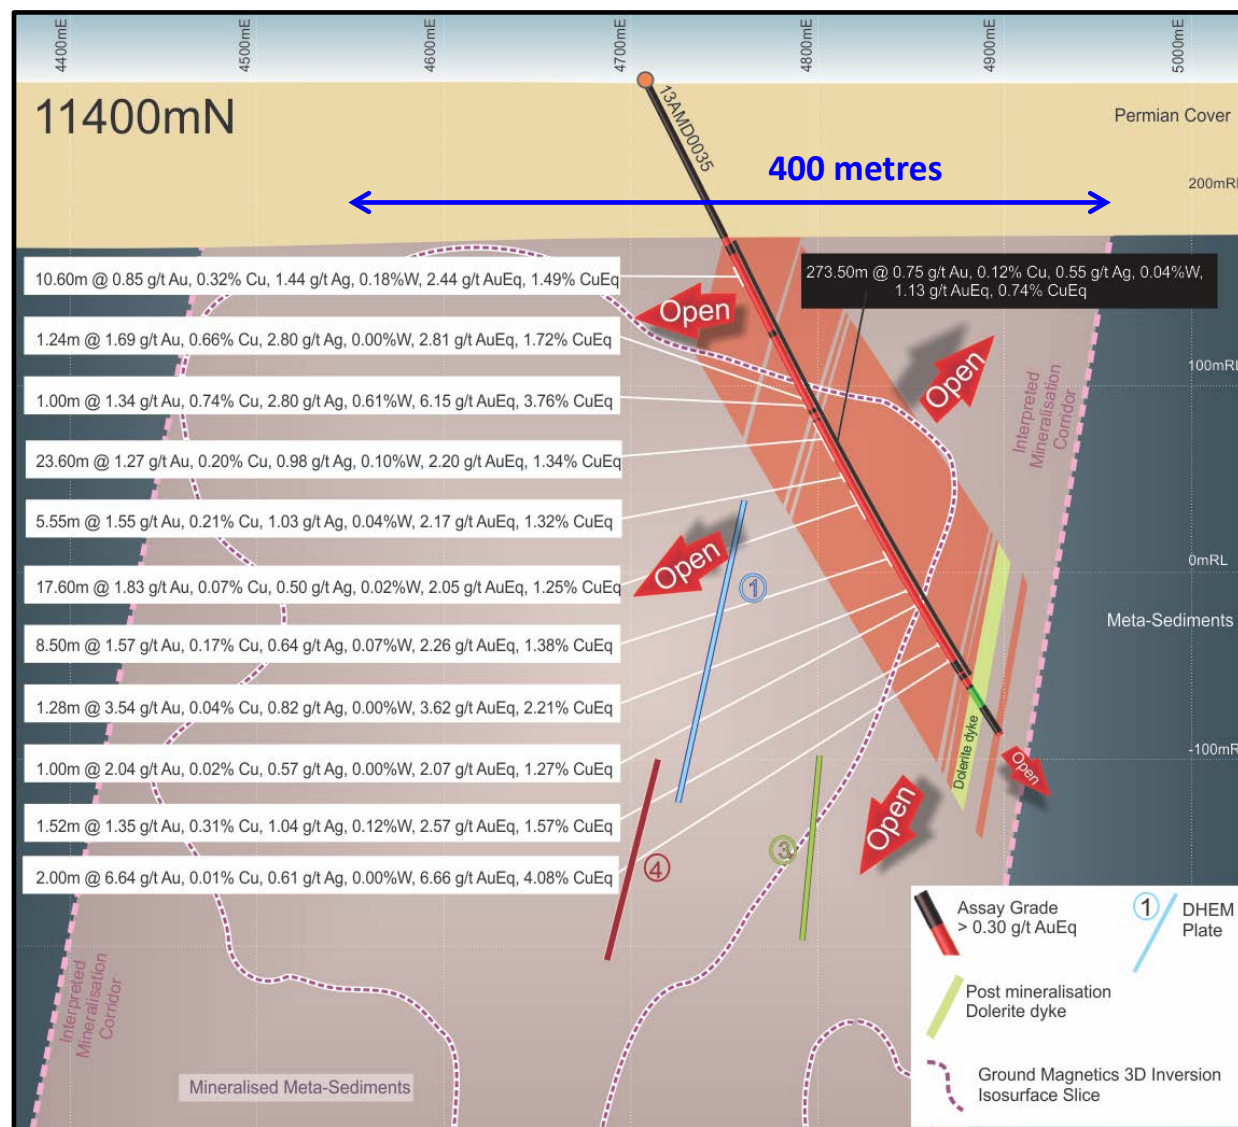 4400mE
4500mE
4600mE
4700mE
4800mE
4900mE
5000mE
11400mN
13AMD0035
Permian Cover
400 metres
200mRL
10.60m @ 0.85 g/t Au, 0.32% Cu, 1.44 g/t Ag, 0.18%W, 2.44 g/t AuEq, 1.49% CuEq
273.50m @ 0.75 g/t Au, 0.12% Cu, 0.55 g/t Ag, 0.04%W,
1.13 g/t AuEq, 0.74% CuEq
Open
1.24m @ 1.69 g/t Au, 0.66% Cu, 2.80 g/t Ag, 0.00%W, 2.81 g/t AuEq, 1.72% CuEq
Open
100mRL
1.00m @ 1.34 g/t Au, 0.74% Cu, 2.80 g/t Ag, 0.61%W, 6.15 g/t AuEq, 3.76% CuEq
Interpreted
Mineralisation
Corridor
23.60m @ 1.27 g/t Au, 0.20% Cu, 0.98 g/t Ag, 0.10%W, 2.20 g/t AuEq, 1.34% CuEq
5.55m @ 1.55 g/t Au, 0.21% Cu, 1.03 g/t Ag, 0.04%W, 2.17 g/t AuEq, 1.32% CuEq
Open
0mRL
17.60m @ 1.83 g/t Au, 0.07% Cu, 0.50 g/t Ag, 0.02%W, 2.05 g/t AuEq, 1.25% CuEq
1
Meta-Sediments
8.50m @ 1.57 g/t Au, 0.17% Cu, 0.64 g/t Ag, 0.07%W, 2.26 g/t AuEq, 1.38% CuEq
1.28m @ 3.54 g/t Au, 0.04% Cu, 0.82 g/t Ag, 0.00%W, 3.62 g/t AuEq, 2.21% CuEq
Dolerite dyke
-100mRL
1.00m @ 2.04 g/t Au, 0.02% Cu, 0.57 g/t Ag, 0.00%W, 2.07 g/t AuEq, 1.27% CuEq
Open
1.52m @ 1.35 g/t Au, 0.31% Cu, 1.04 g/t Ag, 0.12%W, 2.57 g/t AuEq, 1.57% CuEq
Open
3
4
2.00m @ 6.64 g/t Au, 0.01% Cu, 0.61 g/t Ag, 0.00%W, 6.66 g/t AuEq, 4.08% CuEq
Assay Grade
> 0.30 g/t AuEq
1
DHEM
Plate
Post mineralisation
Dolerite dyke
Ground Magnetics 3D Inversion
Isosurface Slice
Interpreted
Mineralisation
Corridor
Mineralised Meta-Sediments